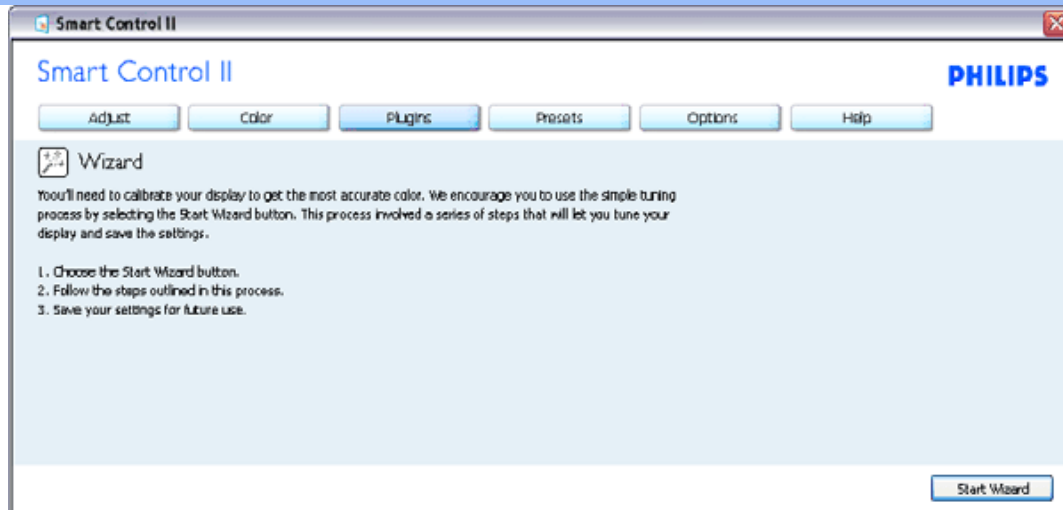 Smart Control II
Smart Control II
PHILIPS
Adjust Color Plugins Presets Options Help
Wizard
Yoou'll need to calibrate your display to get the most accurate color. We encourage you to use the simple tuning
process by selecting the Start Wizard button. This process involved a series of steps that will let you tune your
display and save the settings.
1. Choose the Start Wizard button.
2. Follow the steps outlined in this process.
3. Save your settings for future use.
Start Wizard